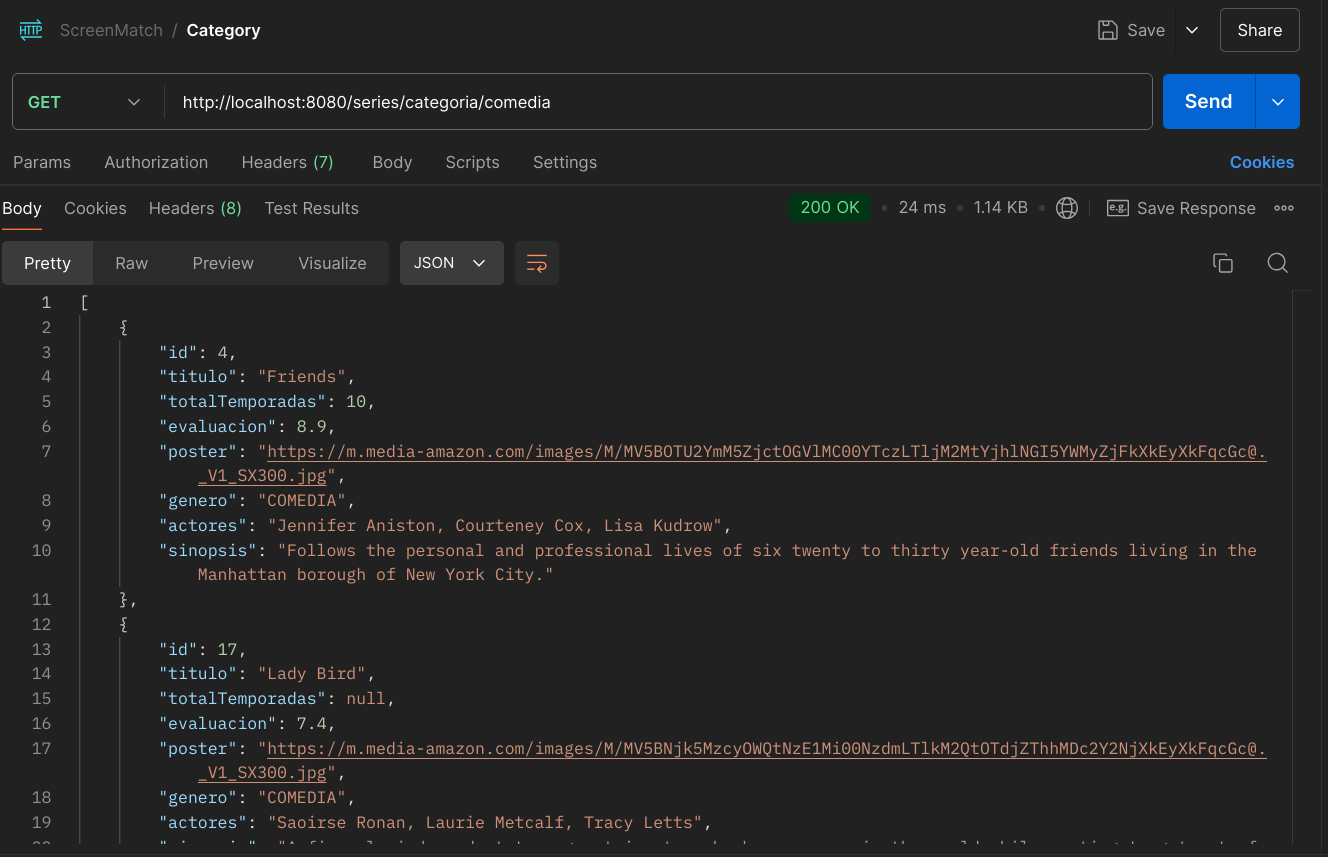 HTTP ScreenMatch / Category Save Share
GET http://localhost:8080/series/categoria/comedia Send
Params Authorization Headers (7) Body Scripts Settings Cookies
Body Cookies Headers (8) Test Results 200 OK • 24 ms • 1.14 KB • e.g. Save Response
Pretty Raw Preview Visualize JSON
1 [
2 {
3 "id": 4,
4 "titulo": "Friends",
5 "totalTemporadas": 10,
6 "evaluacion": 8.9,
7 "poster": "https://m.media-amazon.com/images/M/MV5BOTU2YmM5ZjctOGVlMC00YTczLTljM2MtYjhlNGI5YWMyZjFkXkEyXkFqcGc@.
_V1_SX300.jpg",
8 "genero": "COMEDIA",
9 "actores": "Jennifer Aniston, Courteney Cox, Lisa Kudrow",
10 "sinopsis": "Follows the personal and professional lives of six twenty to thirty year-old friends living in the
Manhattan borough of New York City."
11 },
12 {
13 "id": 17,
14 "titulo": "Lady Bird",
15 "totalTemporadas": null,
16 "evaluacion": 7.4,
17 "poster": "https://m.media-amazon.com/images/M/MV5BNjk5MzcyOWQtNzE1Mi00NzdmLTlkM2QtOTdjZThhMDc2Y2NjXkEyXkFqcGc@.
_V1_SX300.jpg",
18 "genero": "COMEDIA",
19 "actores": "Saoirse Ronan, Laurie Metcalf, Tracy Letts",